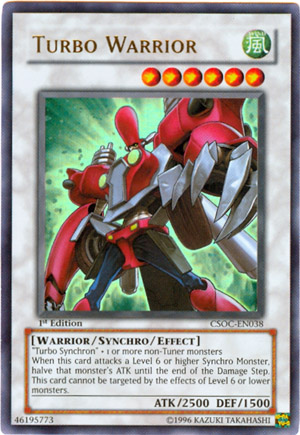 TURBO WARRIOR
風
1st Edition
CSOC-EN038
[WARRIOR/SYNCHRO/EFFECT]
"Turbo Synchron" + 1 or more non-Tuner monsters
When this card attacks a Level 6 or higher Synchro Monster,
halve that monster's ATK until the end of the Damage Step.
This card cannot be targeted by the effects of Level 6 or lower
monsters.
ATK/2500 DEF/1500
46195773
©1996 KAZUKI TAKAHASHI